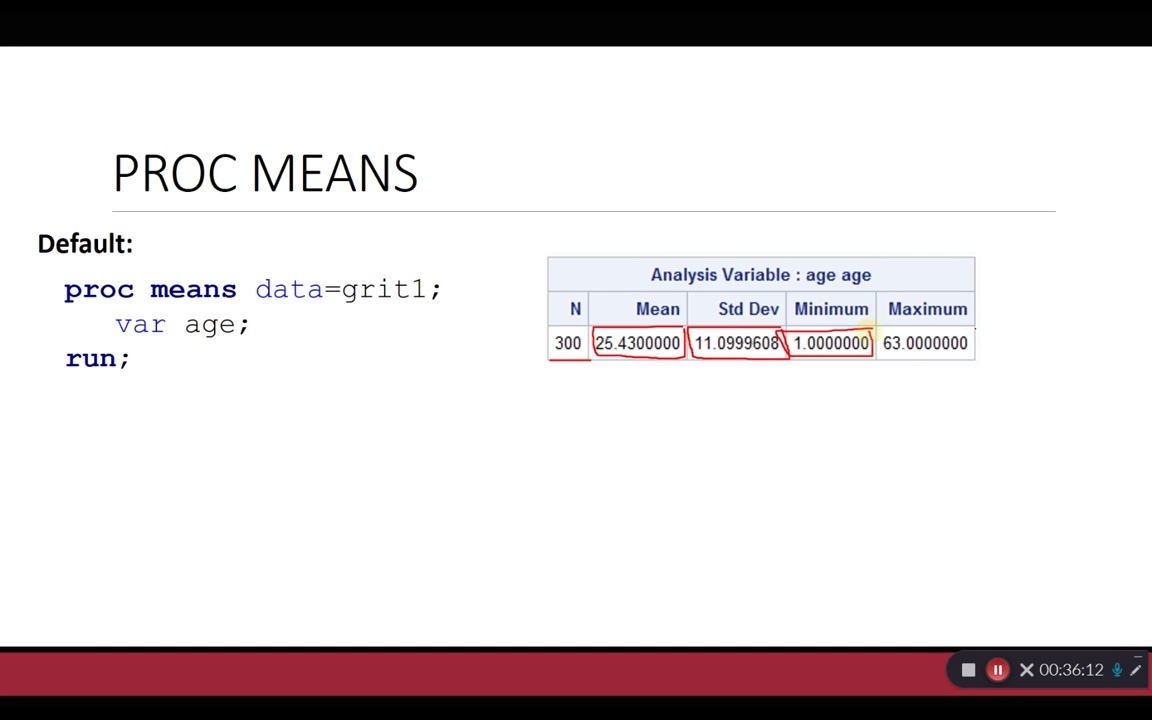 PROC MEANS
Default:
proc means data=grit1;
var age;
run;
Analysis Variable : age age
N Mean Std Dev Minimum Maximum
300 25.4300000 11.0999608 1.0000000 63.0000000
00:36:12